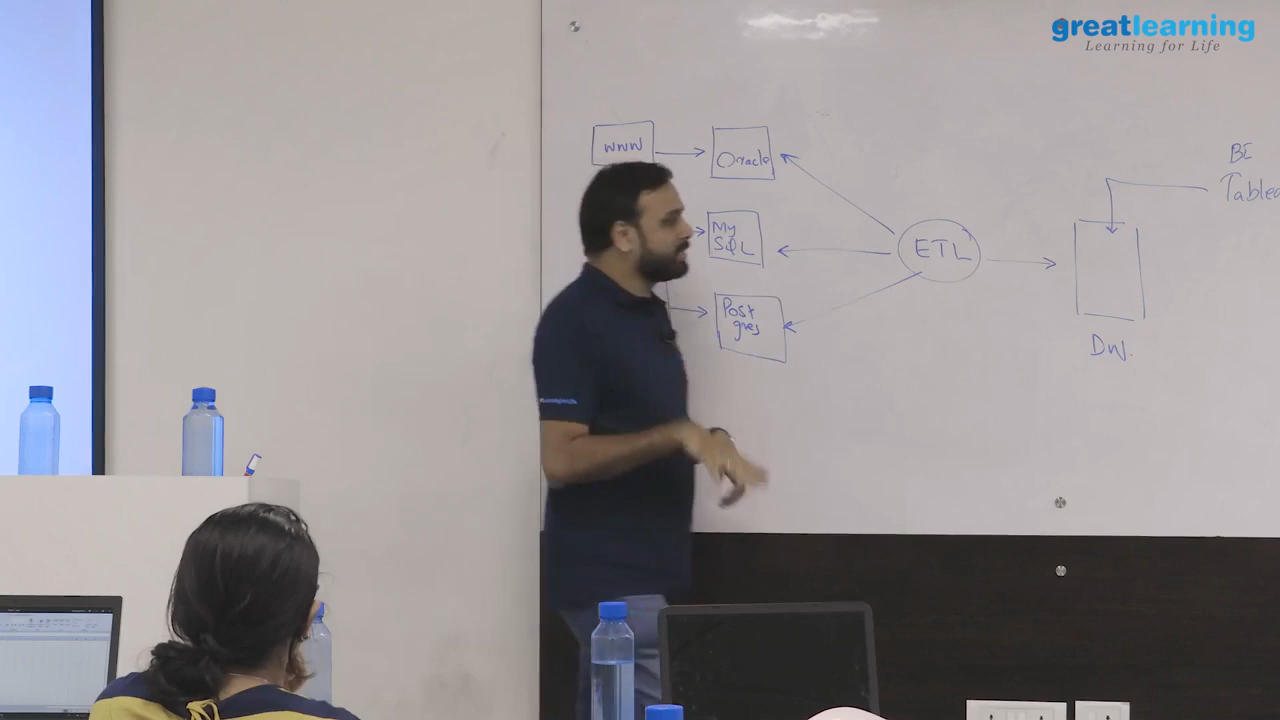 greatlearning
Learning for Life
WWW
Oracle
My
SQL
Post
gres
ETL
DW.
BI
Tablea